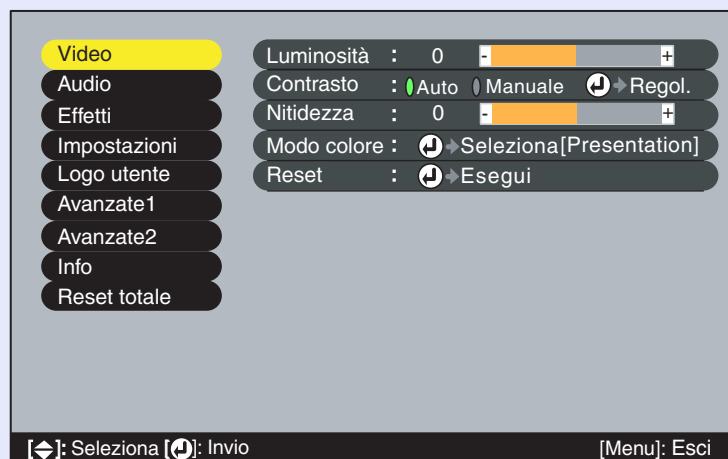 Video
Audio
Effetti
Impostazioni
Logo utente
Avanzate1
Avanzate2
Info
Reset totale
Luminosità : 0 - +
Contrasto : Auto Manuale Regol.
Nitidezza : 0 - +
Modo colore : Seleziona[Presentation]
Reset : Esegui
[ ]: Seleziona [ ]: Invio [Menu]: Esci